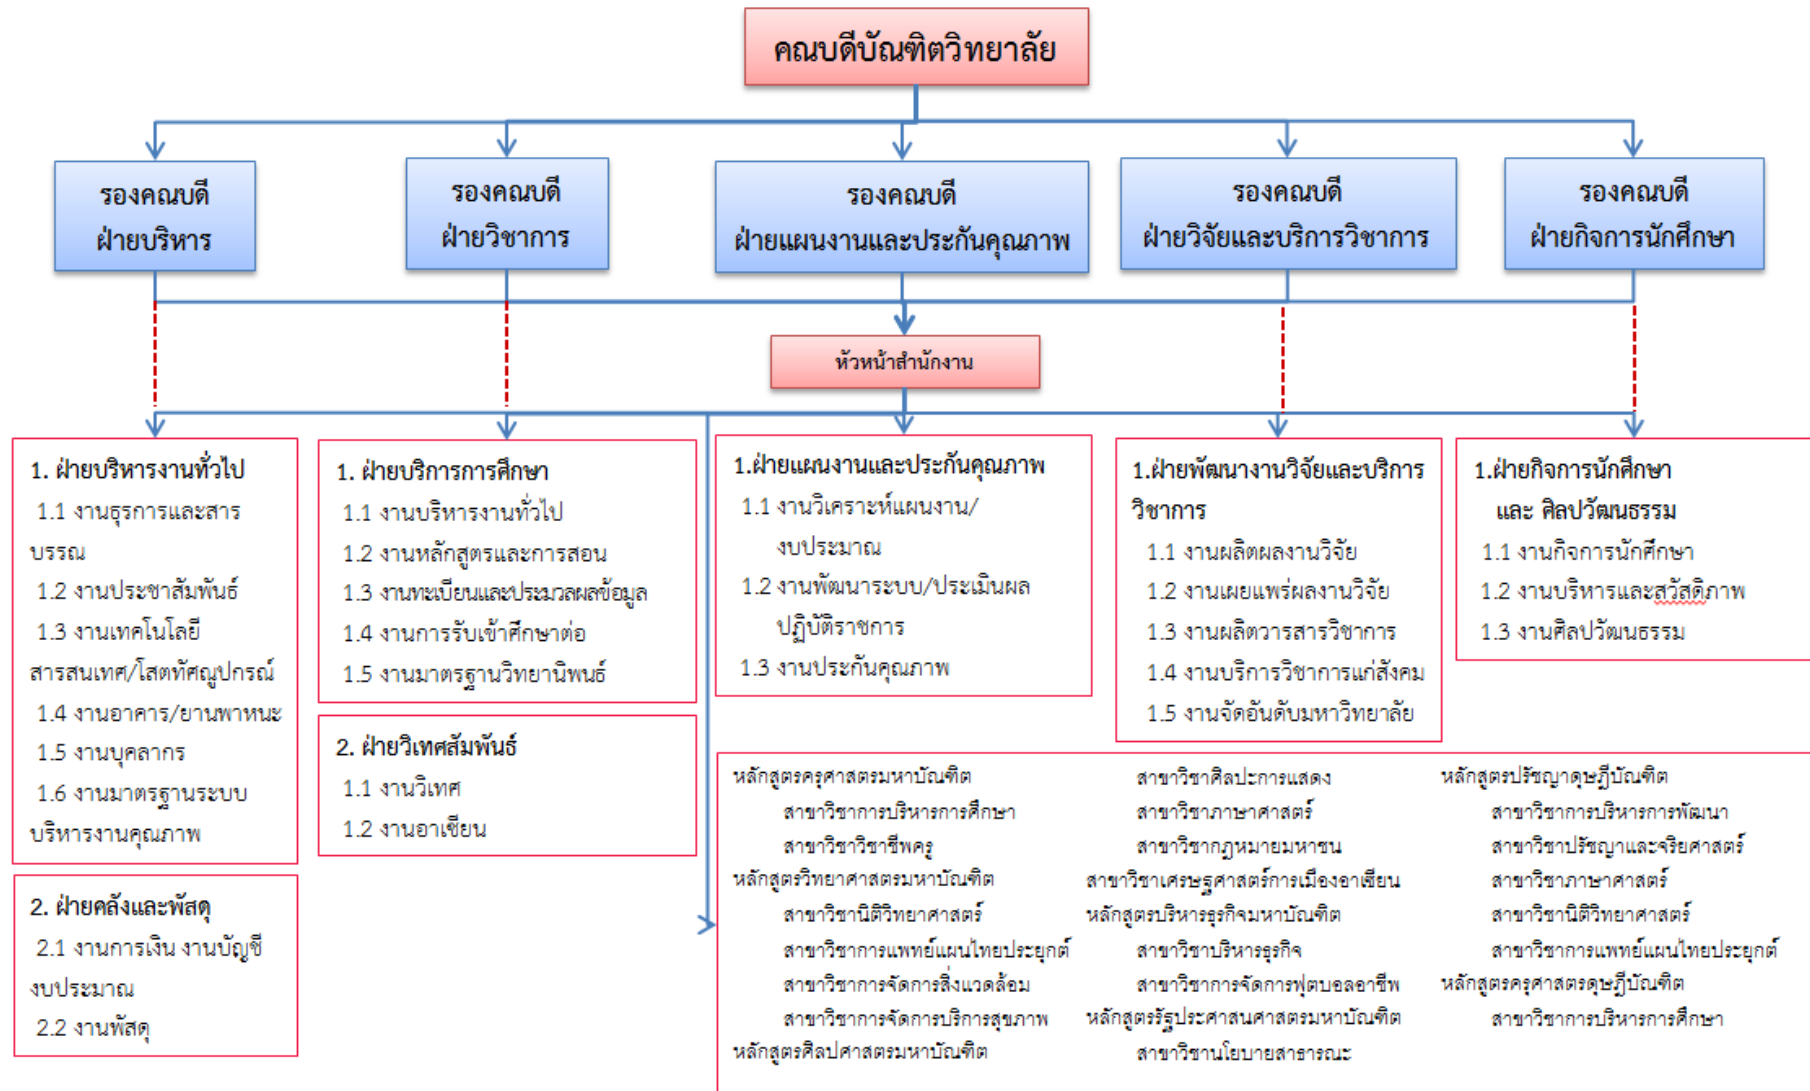 คณบดีบัณฑิตวิทยาลัย
รองคณบดี
ฝ่ายบริหาร
รองคณบดี
ฝ่ายวิชาการ
รองคณบดี
ฝ่ายแผนงานและประกันคุณภาพ
รองคณบดี
ฝ่ายวิจัยและบริการวิชาการ
รองคณบดี
ฝ่ายกิจการนักศึกษา
หัวหน้าสำนักงาน
1. ฝ่ายบริหารงานทั่วไป
1.1 งานธุรการและสาร
บรรณ
1.2 งานประชาสัมพันธ์
1.3 งานเทคโนโลยี
สารสนเทศ/โสตทัศณูปกรณ์
1.4 งานอาคาร/ยานพาหนะ
1.5 งานบุคลากร
1.6 งานมาตรฐานระบบ
บริหารงานคุณภาพ
2. ฝ่ายคลังและพัสดุ
2.1 งานการเงิน งานบัญชี
งบประมาณ
2.2 งานพัสดุ
1. ฝ่ายบริการการศึกษา
1.1 งานบริหารงานทั่วไป
1.2 งานหลักสูตรและการสอน
1.3 งานทะเบียนและประมวลผลข้อมูล
1.4 งานการรับเข้าศึกษาต่อ
1.5 งานมาตรฐานวิทยานิพนธ์
2. ฝ่ายวิเทศสัมพันธ์
1.1 งานวิเทศ
1.2 งานอาเซียน
1.ฝ่ายแผนงานและประกันคุณภาพ
1.1 งานวิเคราะห์แผนงาน/
งบประมาณ
1.2 งานพัฒนาระบบ/ประเมินผล
ปฏิบัติราชการ
1.3 งานประกันคุณภาพ
1.ฝ่ายพัฒนางานวิจัยและบริการ
วิชาการ
1.1 งานผลิตผลงานวิจัย
1.2 งานเผยแพร่ผลงานวิจัย
1.3 งานผลิตวารสารวิชาการ
1.4 งานบริการวิชาการแก่สังคม
1.5 งานจัดอันดับมหาวิทยาลัย
1.ฝ่ายกิจการนักศึกษา
และ ศิลปวัฒนธรรม
1.1 งานกิจการนักศึกษา
1.2 งานบริหารและสวัสดิภาพ
1.3 งานศิลปวัฒนธรรม
หลักสูตรครุศาสตรมหาบัณฑิต
สาขาวิชาการบริหารการศึกษา
สาขาวิชาวิชาชีพครู
หลักสูตรวิทยาศาสตรมหาบัณฑิต
สาขาวิชานิติวิทยาศาสตร์
สาขาวิชาการแพทย์แผนไทยประยุกต์
สาขาวิชาการจัดการสิ่งแวดล้อม
สาขาวิชาการจัดการบริการสุขภาพ
หลักสูตรศิลปศาสตรมหาบัณฑิต
สาขาวิชาศิลปะการแสดง
สาขาวิชาภาษาศาสตร์
สาขาวิชากฎหมายมหาชน
สาขาวิชาเศรษฐศาสตร์การเมืองอาเซียน
หลักสูตรบริหารธุรกิจมหาบัณฑิต
สาขาวิชาบริหารธุรกิจ
สาขาวิชาการจัดการฟุตบอลอาชีพ
หลักสูตรรัฐประศาสนศาสตรมหาบัณฑิต
สาขาวิชานโยบายสาธารณะ
หลักสูตรปรัชญาดุษฎีบัณฑิต
สาขาวิชาการบริหารการพัฒนา
สาขาวิชาปรัชญาและจริยศาสตร์
สาขาวิชาภาษาศาสตร์
สาขาวิชานิติวิทยาศาสตร์
สาขาวิชาการแพทย์แผนไทยประยุกต์
หลักสูตรครุศาสตรดุษฎีบัณฑิต
สาขาวิชาการบริหารการศึกษา